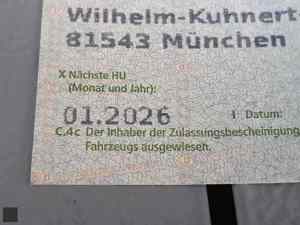 Wilhelm-Kuhnert
81543 München
X Nächste HU
(Monat und Jahr):
01.2026
I Datum:
C.4c Der Inhaber der Zulassungsbescheinigung
Fahrzeugs ausgewiesen.